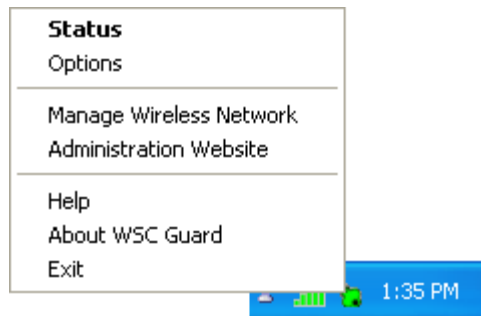 Status
Options
Manage Wireless Network
Administration Website
Help
About WSC Guard
Exit
1:35 PM